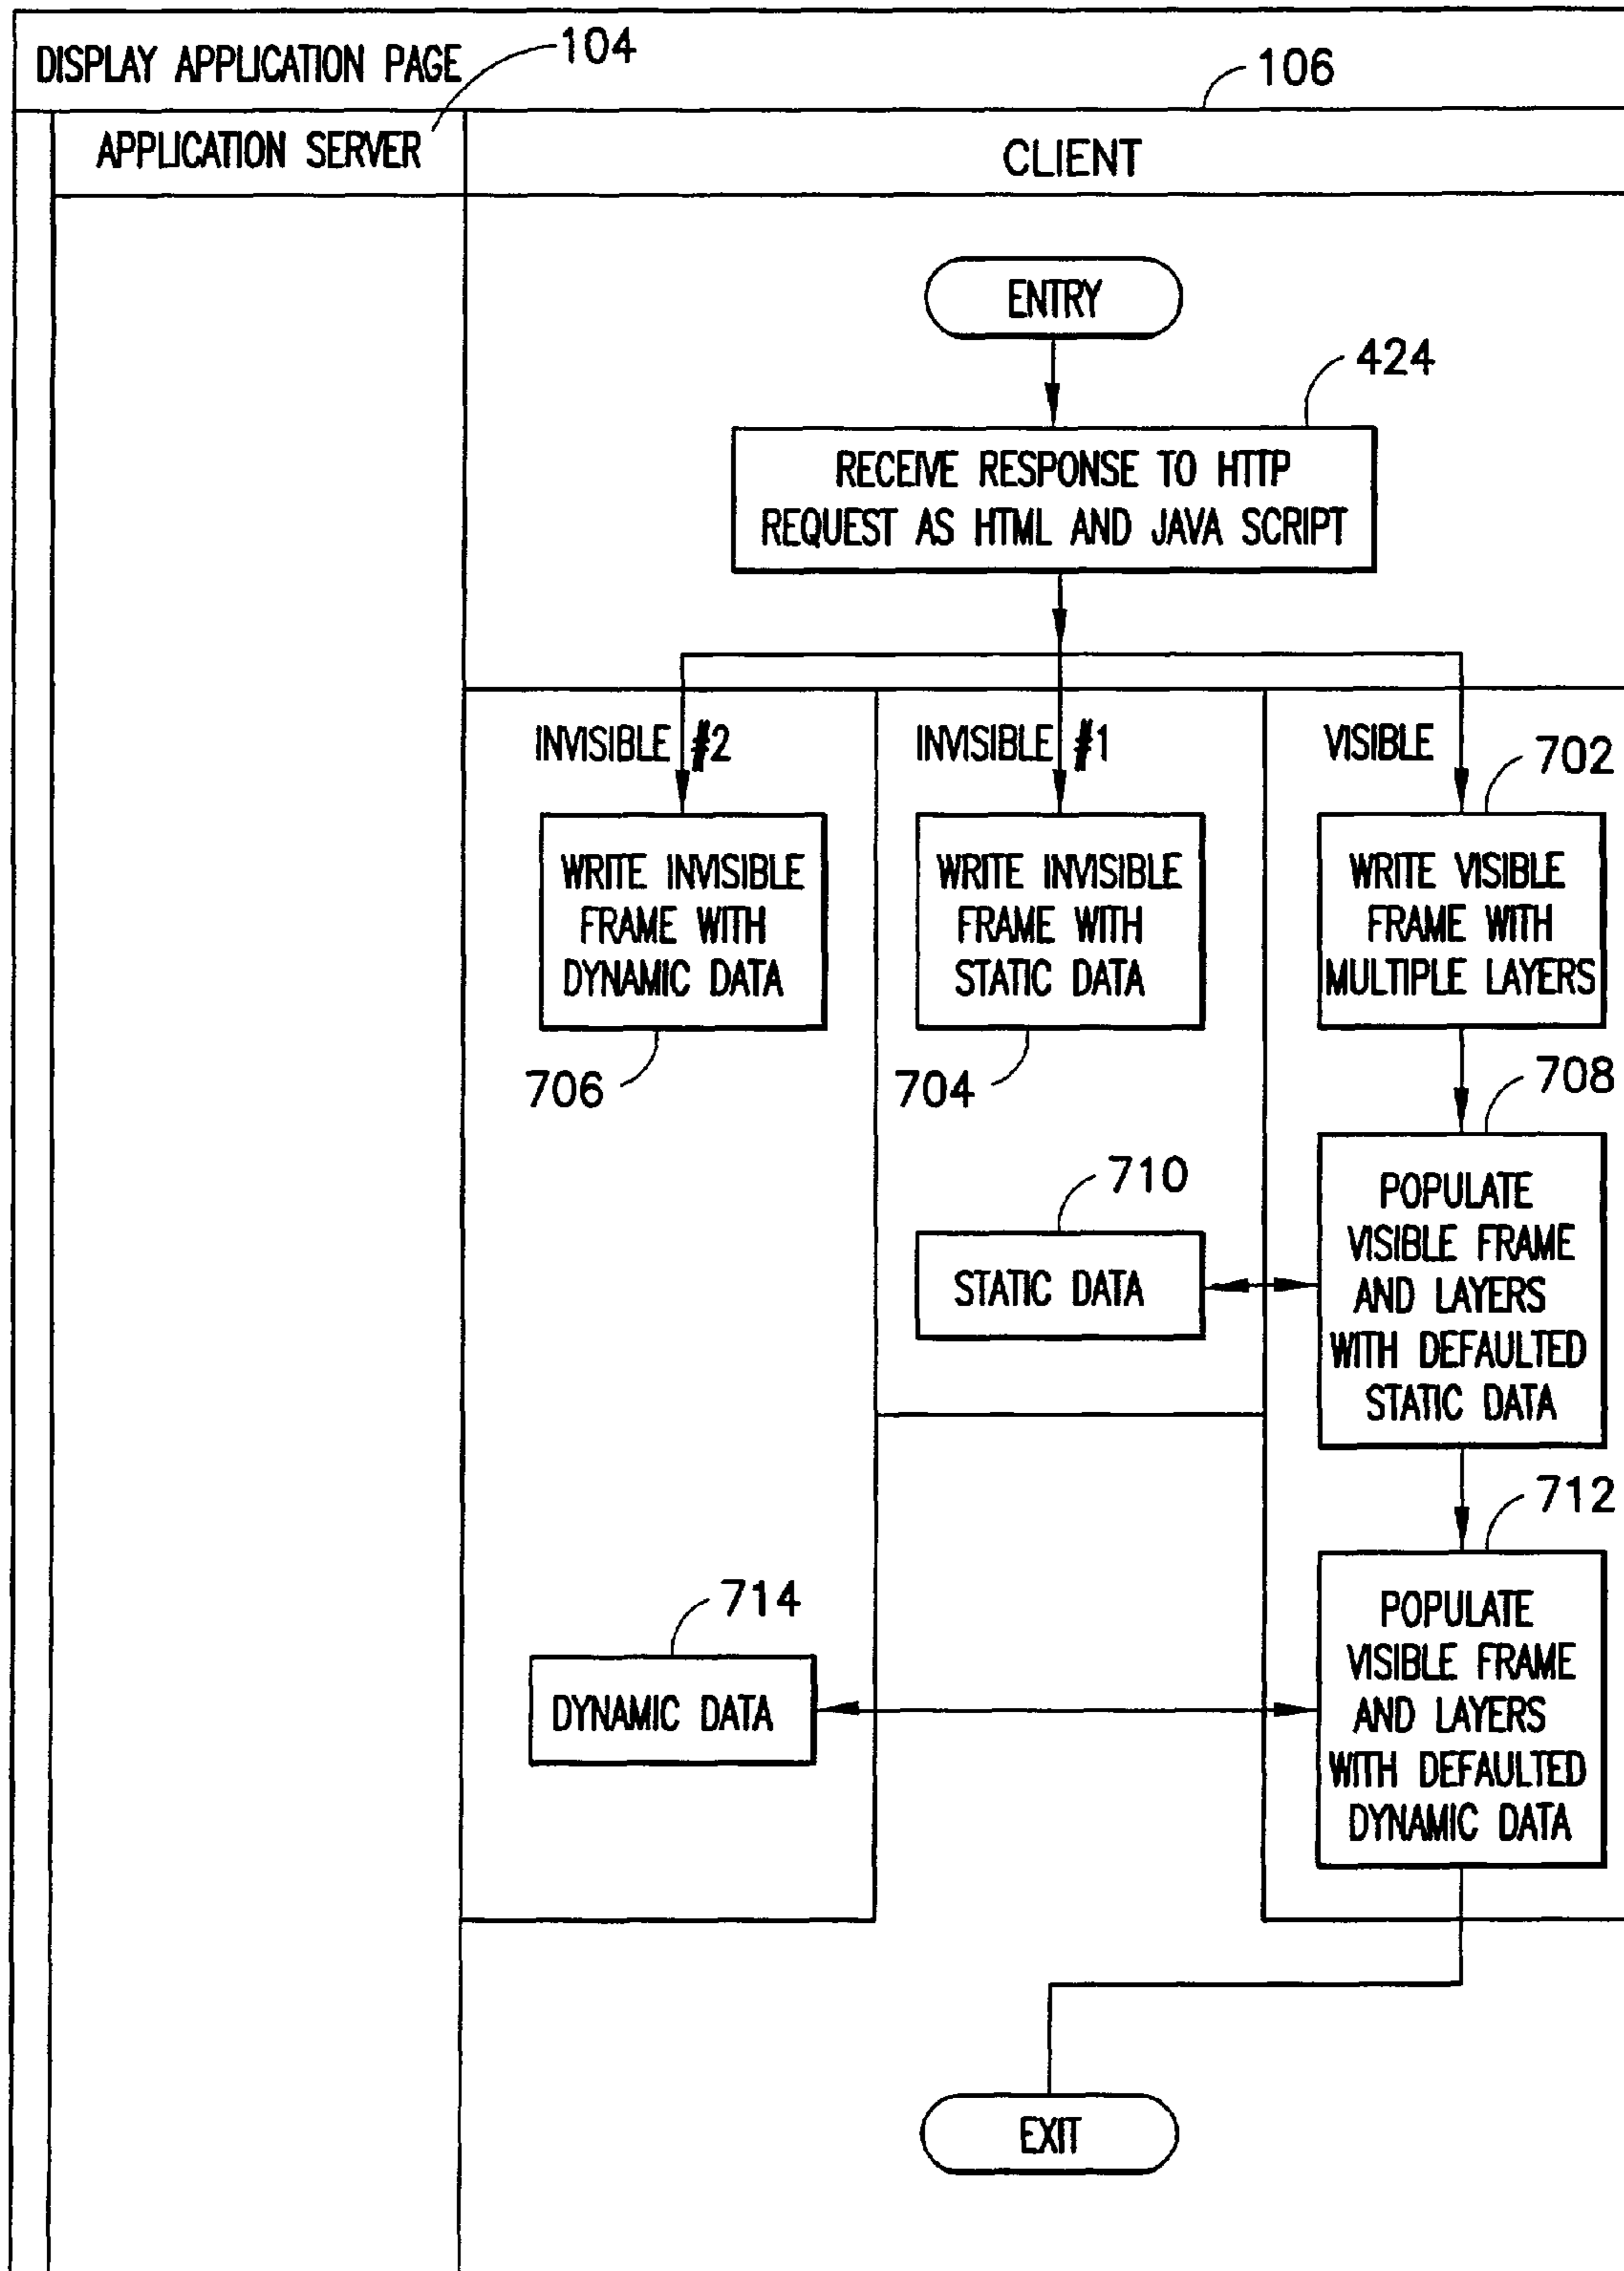 DISPLAY APPLICATION PAGE
104
106
APPLICATION SERVER
CLIENT
ENTRY
424
RECEIVE RESPONSE TO HTTP
REQUEST AS HTML AND JAVA SCRIPT
INVISIBLE #2
INVISIBLE #1
VISIBLE
702
WRITE INVISIBLE
FRAME WITH
DYNAMIC DATA
706
WRITE INVISIBLE
FRAME WITH
STATIC DATA
704
WRITE VISIBLE
FRAME WITH
MULTIPLE LAYERS
708
710
STATIC DATA
POPULATE
VISIBLE FRAME
AND LAYERS
WITH DEFAULTED
STATIC DATA
712
714
DYNAMIC DATA
POPULATE
VISIBLE FRAME
AND LAYERS
WITH DEFAULTED
DYNAMIC DATA
EXIT